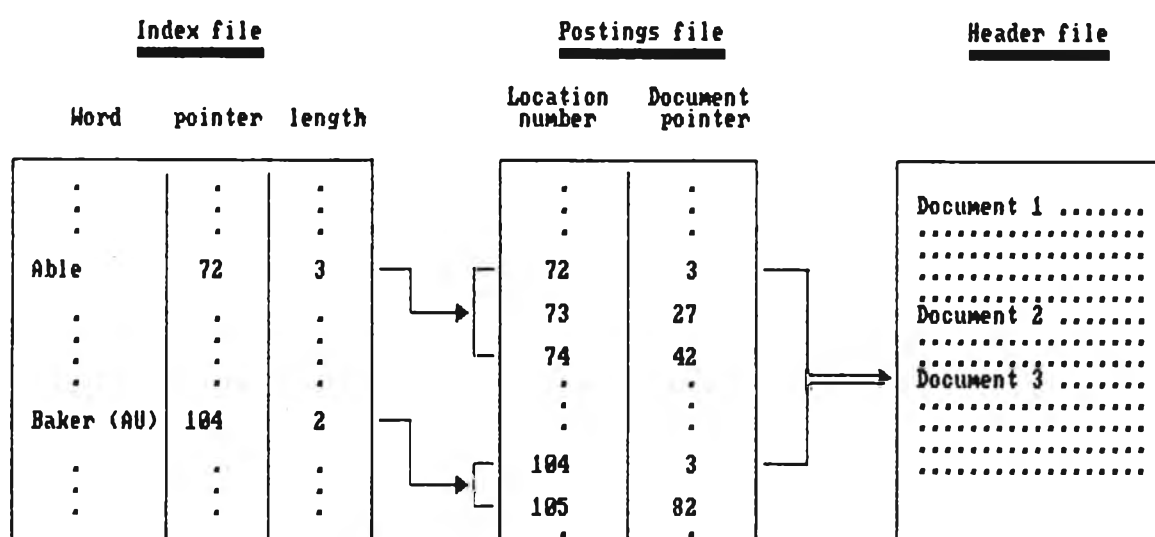 Index file Postings file Header file
Word pointer length Location number Document pointer
Able 72 3 72 3
73 27
74 42
Baker (AU) 104 2
104 3
105 82
Document 1 .......
Document 2 .......
Document 3 .......